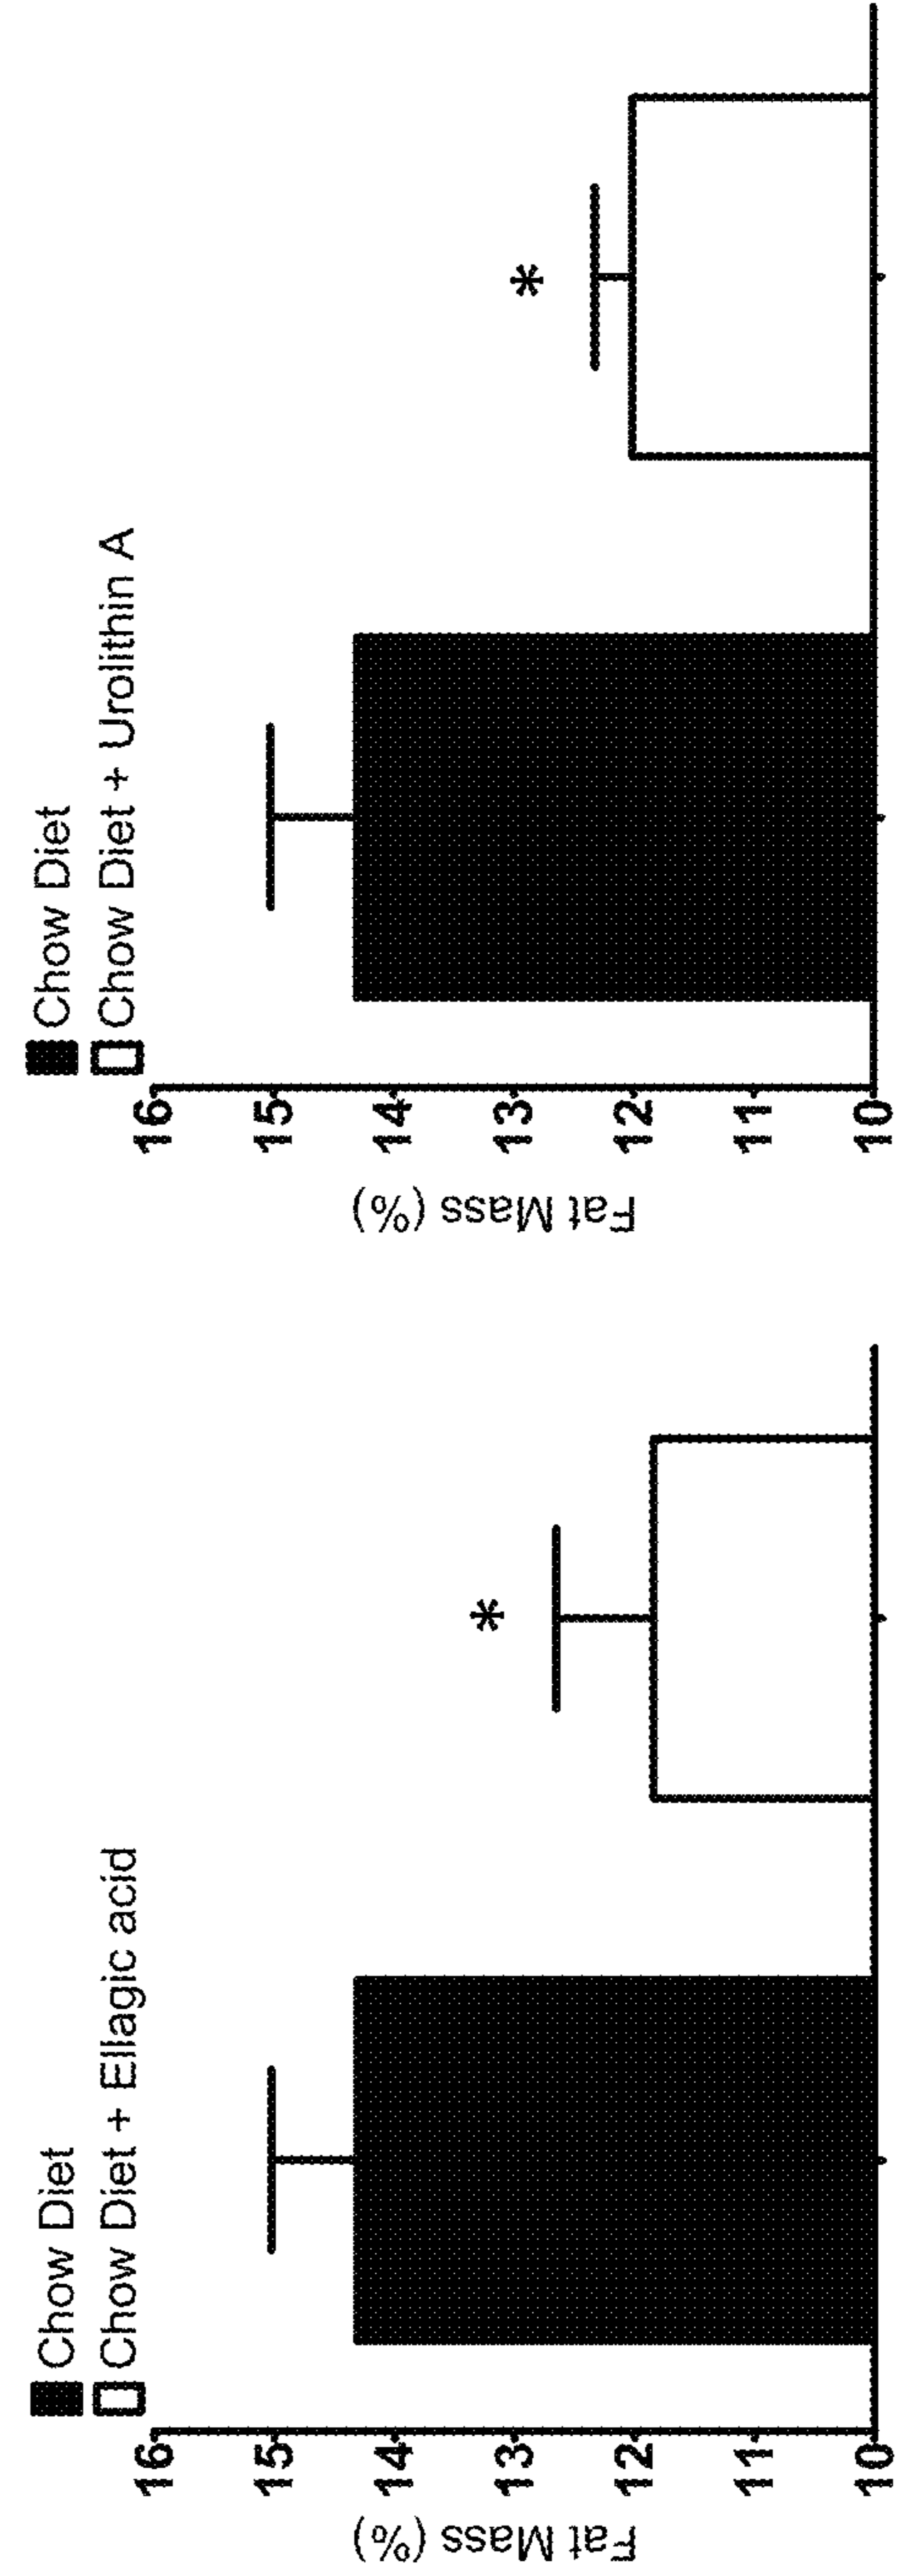 Chow Diet
Chow Diet + Ellagic acid
16
15
14
13
12
11
10
Fat Mass (%)
*
Chow Diet
Chow Diet + Urolithin A
16
15
14
13
12
11
10
Fat Mass (%)
*